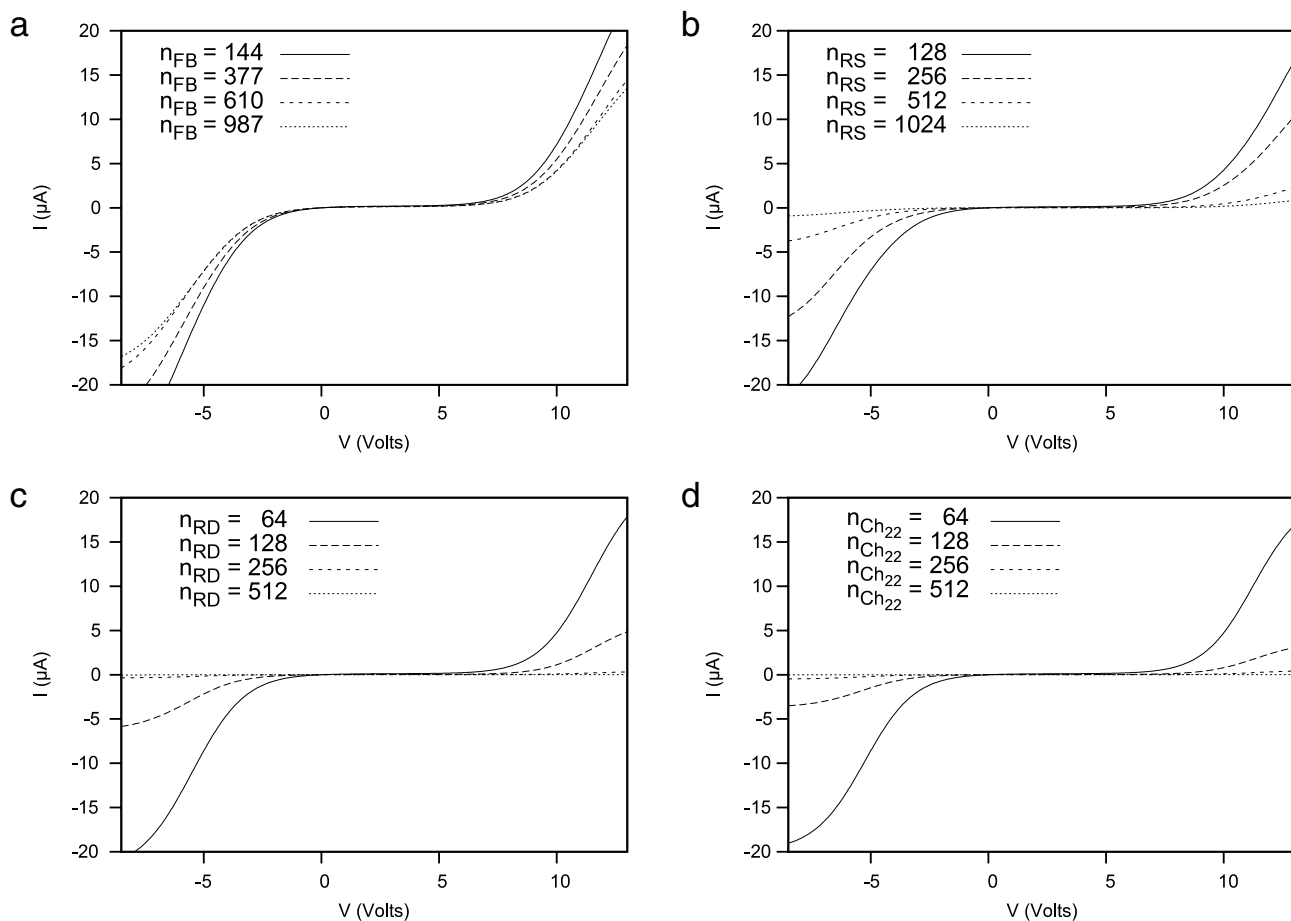 a
n_FB = 144
n_FB = 377
n_FB = 610
n_FB = 987
20
15
10
5
0
-5
-10
-15
-20
I (µA)
-5 0 5 10
V (Volts)
b
n_RS = 128
n_RS = 256
n_RS = 512
n_RS = 1024
20
15
10
5
0
-5
-10
-15
-20
I (µA)
-5 0 5 10
V (Volts)
c
n_RD = 64
n_RD = 128
n_RD = 256
n_RD = 512
20
15
10
5
0
-5
-10
-15
-20
I (µA)
-5 0 5 10
V (Volts)
d
n_Ch22 = 64
n_Ch22 = 128
n_Ch22 = 256
n_Ch22 = 512
20
15
10
5
0
-5
-10
-15
-20
I (µA)
-5 0 5 10
V (Volts)